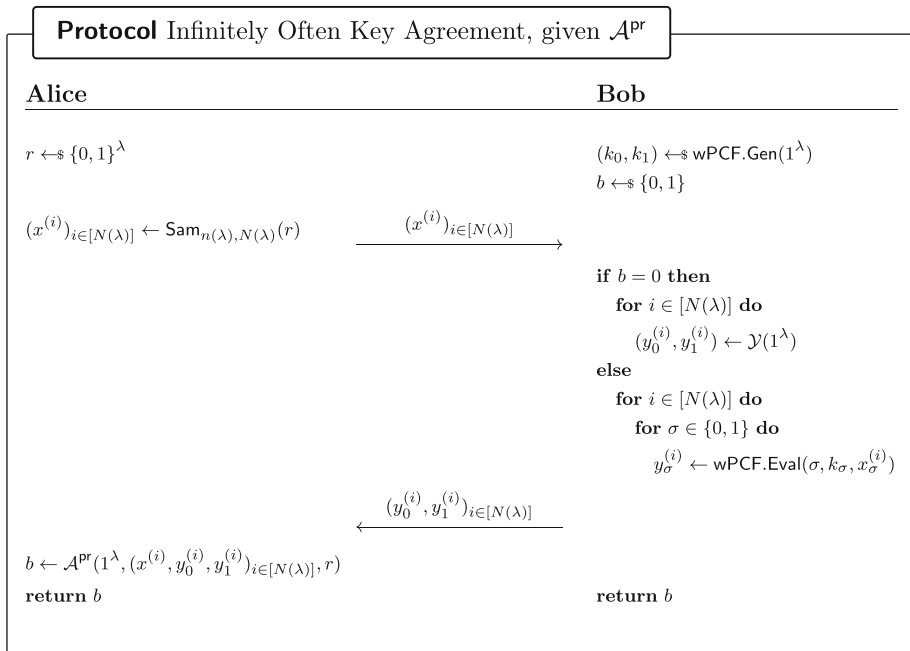 Protocol Infinitely Often Key Agreement, given 𝒜^pr
Alice Bob
r ←$ {0,1}^λ (k_0, k_1) ←$ wPCF.Gen(1^λ)
b ←$ {0,1}
(x^(i))_{i∈[N(λ)]} ← Sam_{n(λ),N(λ)}(r) (x^(i))_{i∈[N(λ)]}
if b = 0 then
for i ∈ [N(λ)] do
(y_0^(i), y_1^(i)) ← 𝒴(1^λ)
else
for i ∈ [N(λ)] do
for σ ∈ {0,1} do
y_σ^(i) ← wPCF.Eval(σ, k_σ, x_σ^(i))
(y_0^(i), y_1^(i))_{i∈[N(λ)]}
b ← 𝒜^pr(1^λ, (x^(i), y_0^(i), y_1^(i))_{i∈[N(λ)]}, r)
return b return b